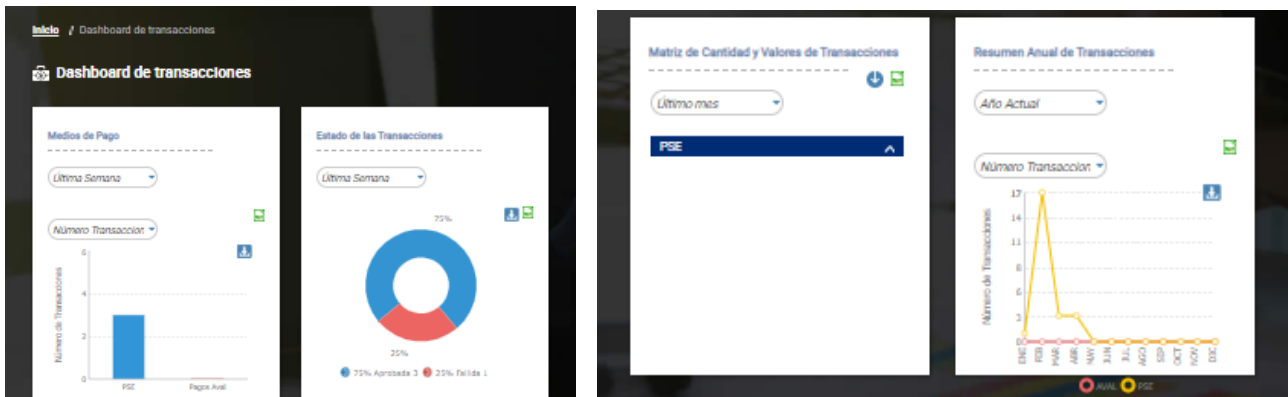 Inicio / Dashboard de transacciones
Dashboard de transacciones
Medios de Pago
Última Semana
Número Transaccion
Número de Transacciones
6
4
2
0
PSE
Pagos Aval
Estado de las Transacciones
Última Semana
75%
25%
75% Aprobada 3
25% Fallida 1
Matriz de Cantidad y Valores de Transacciones
Último mes
PSE
Resumen Anual de Transacciones
Año Actual
Número Transaccion
Número de Transacciones
17
14
11
8
6
3
0
ENE
FEB
MAR
ABR
MAY
JUN
JUL
AGO
SEP
OCT
NOV
DIC
AVAL
PSE